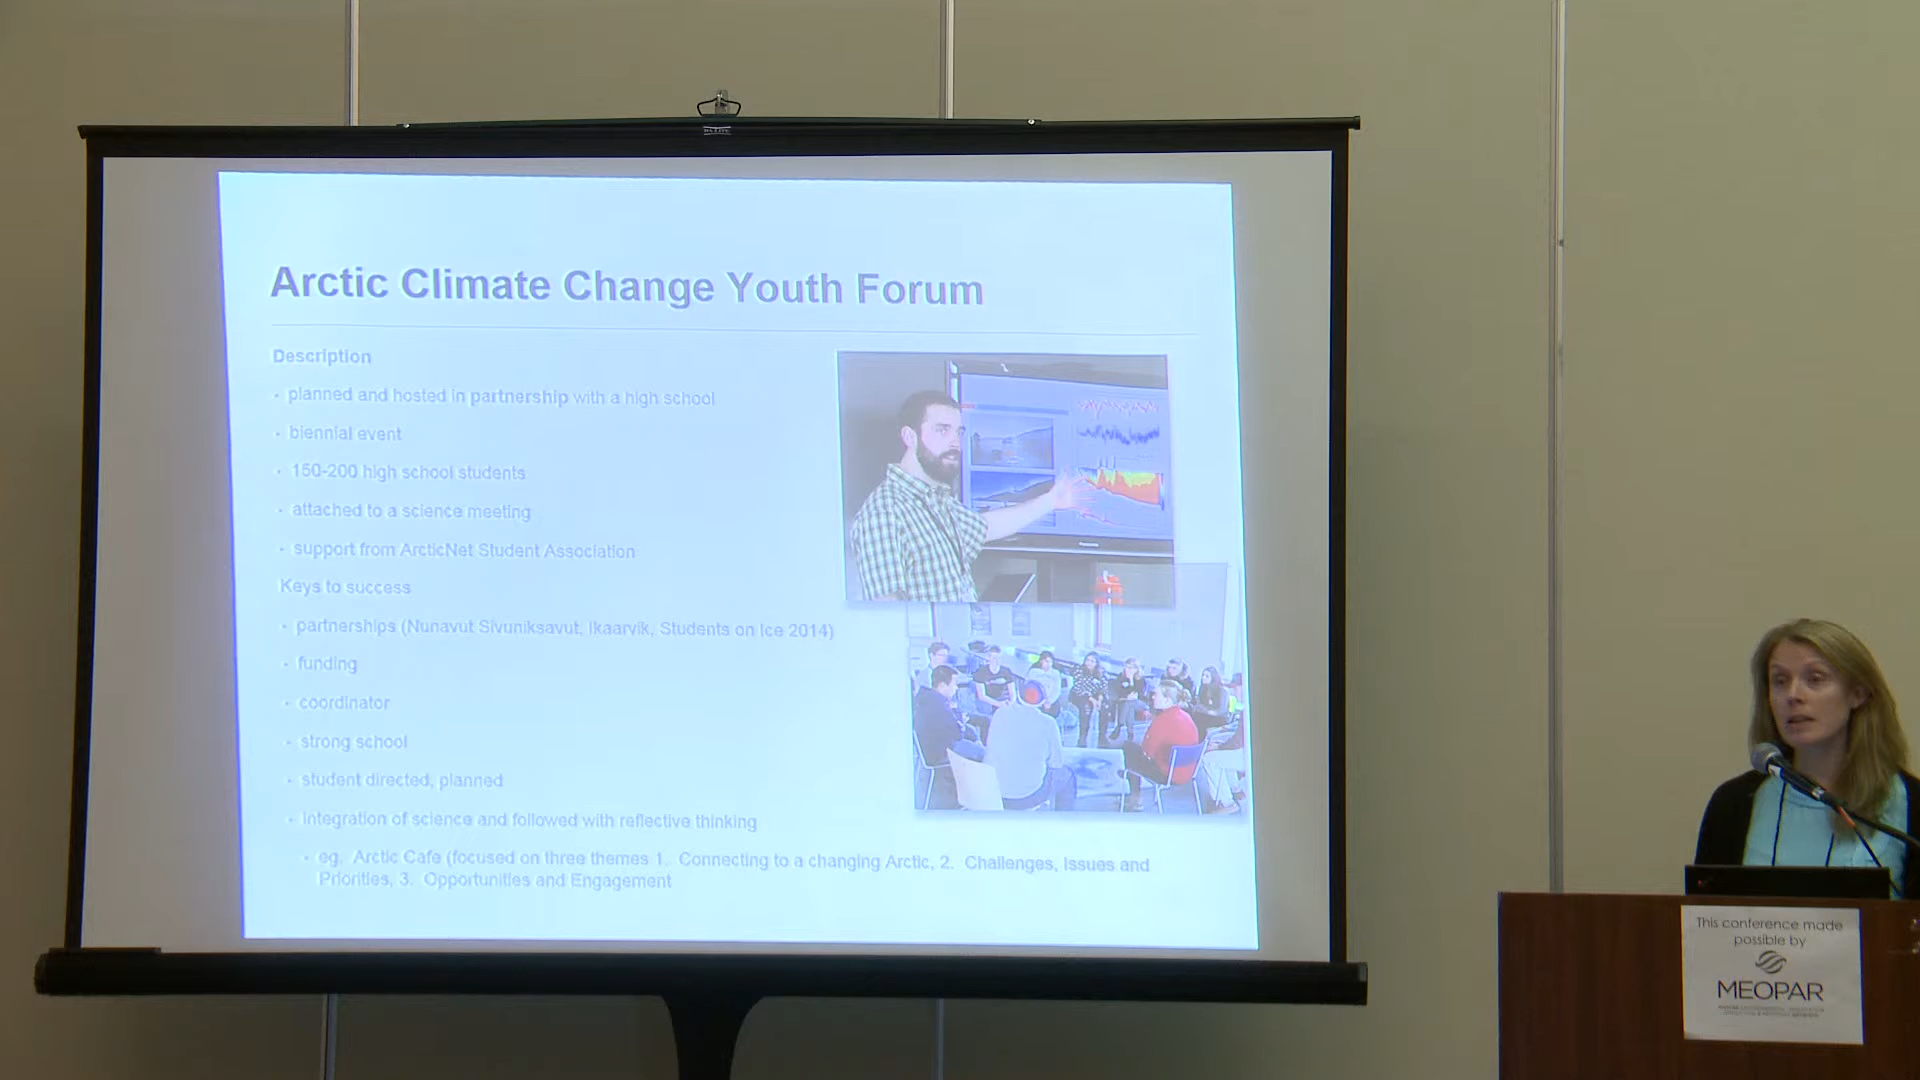 Arctic Climate Change Youth Forum
Description
· planned and hosted in partnership with a high school
· biennial event
· 150-200 high school students
· attached to a science meeting
· support from ArcticNet Student Association
Keys to success
· partnerships (Nunavut Sivuniksavut, Ikaarvik, Students on Ice 2014)
· funding
· coordinator
· strong school
· student directed, planned
· integration of science and followed with reflective thinking
· eg. Arctic Cafe (focused on three themes 1. Connecting to a changing Arctic, 2. Challenges, Issues and
Priorities, 3. Opportunities and Engagement
This conference made
possible by
MEOPAR